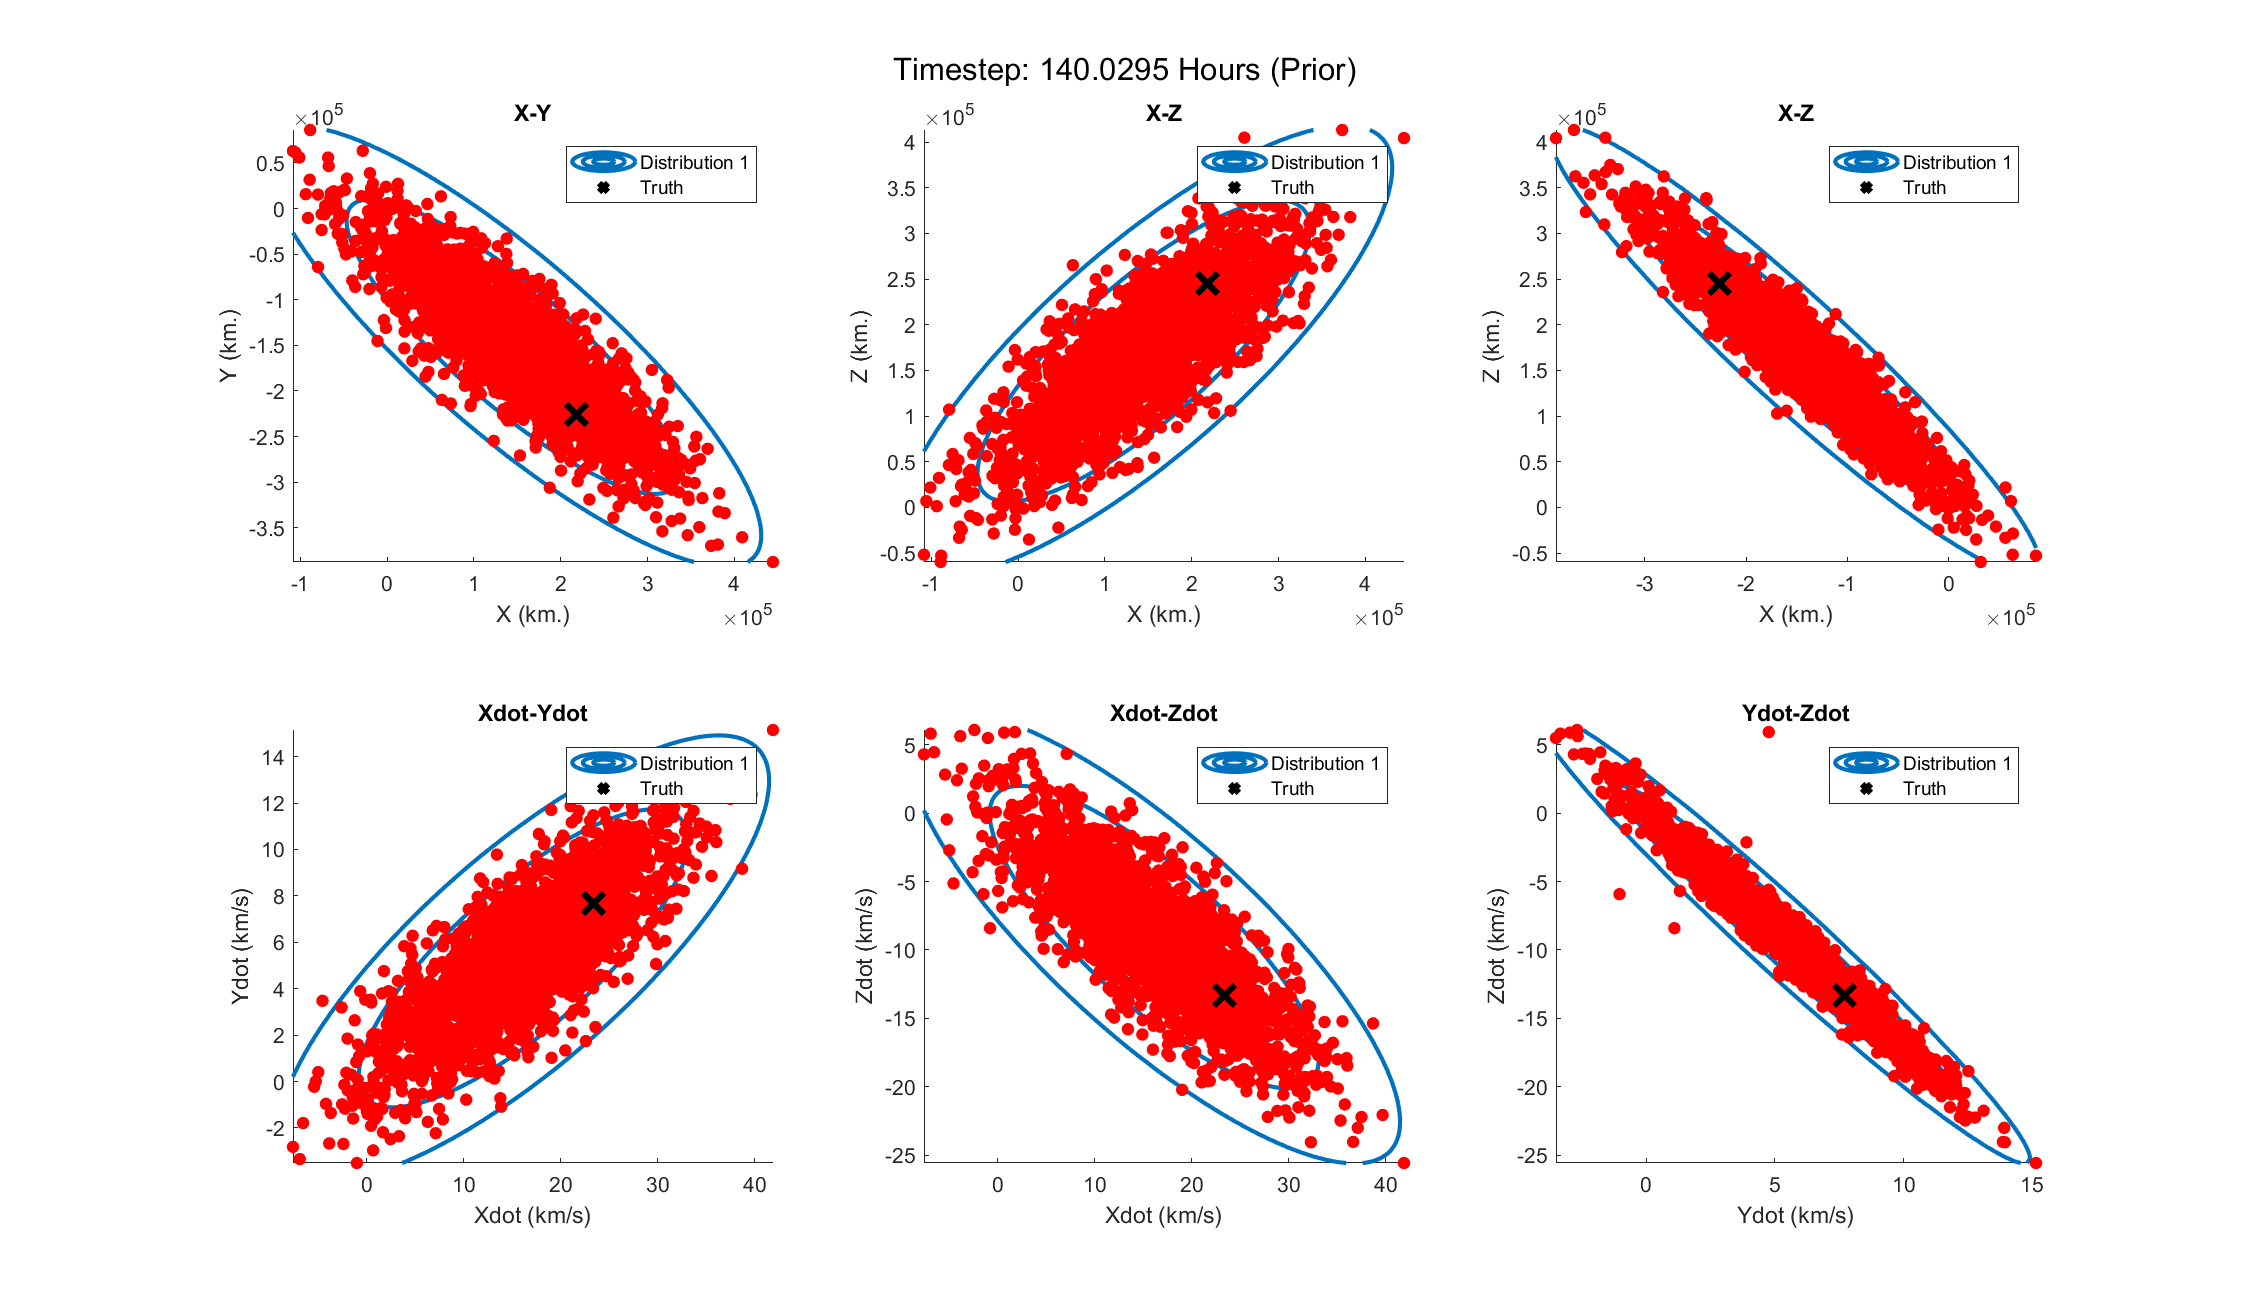 Timestep: 140.0295 Hours (Prior)
X-Y
×10^5
0.5
0
-0.5
-1
-1.5
-2
-2.5
-3
-3.5
Y (km.)
Distribution 1
Truth
-1 0 1 2 3 4
X (km.)
×10^5
X-Z
×10^5
4
3.5
3
2.5
2
1.5
1
0.5
0
-0.5
Z (km.)
Distribution 1
Truth
-1 0 1 2 3 4
X (km.)
×10^5
X-Z
×10^5
4
3.5
3
2.5
2
1.5
1
0.5
0
-0.5
Z (km.)
Distribution 1
Truth
-3 -2 -1 0
X (km.)
×10^5
Xdot-Ydot
14
12
10
8
6
4
2
0
-2
Ydot (km/s)
Distribution 1
Truth
0 10 20 30 40
Xdot (km/s)
Xdot-Zdot
5
0
-5
-10
-15
-20
-25
Zdot (km/s)
Distribution 1
Truth
0 10 20 30 40
Xdot (km/s)
Ydot-Zdot
5
0
-5
-10
-15
-20
-25
Zdot (km/s)
Distribution 1
Truth
0 5 10 15
Ydot (km/s)